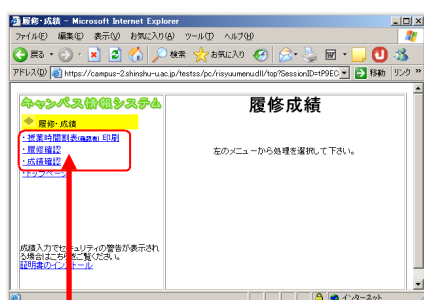 履修・成績 - Microsoft Internet Explorer
ファイル(F) 編集(E) 表示(V) お気に入り(A) ツール(T) ヘルプ(H)
戻る 検索 お気に入り
アドレス(D) https://campus-2.shinshu-u.ac.jp/testss/pc/risyuumenu.dll/top?SessionID=tP9EC 移動 リンク »
キャンパス情報システム
履修・成績
・授業時間割表(確認表) 印刷
・履修確認
・成績確認
・トップページ
履修成績
左のメニューから処理を選択して下さい。
成績入力でセキュリティの警告が表示され
る場合はこちらをご覧ください。
証明書のインストール
インターネット